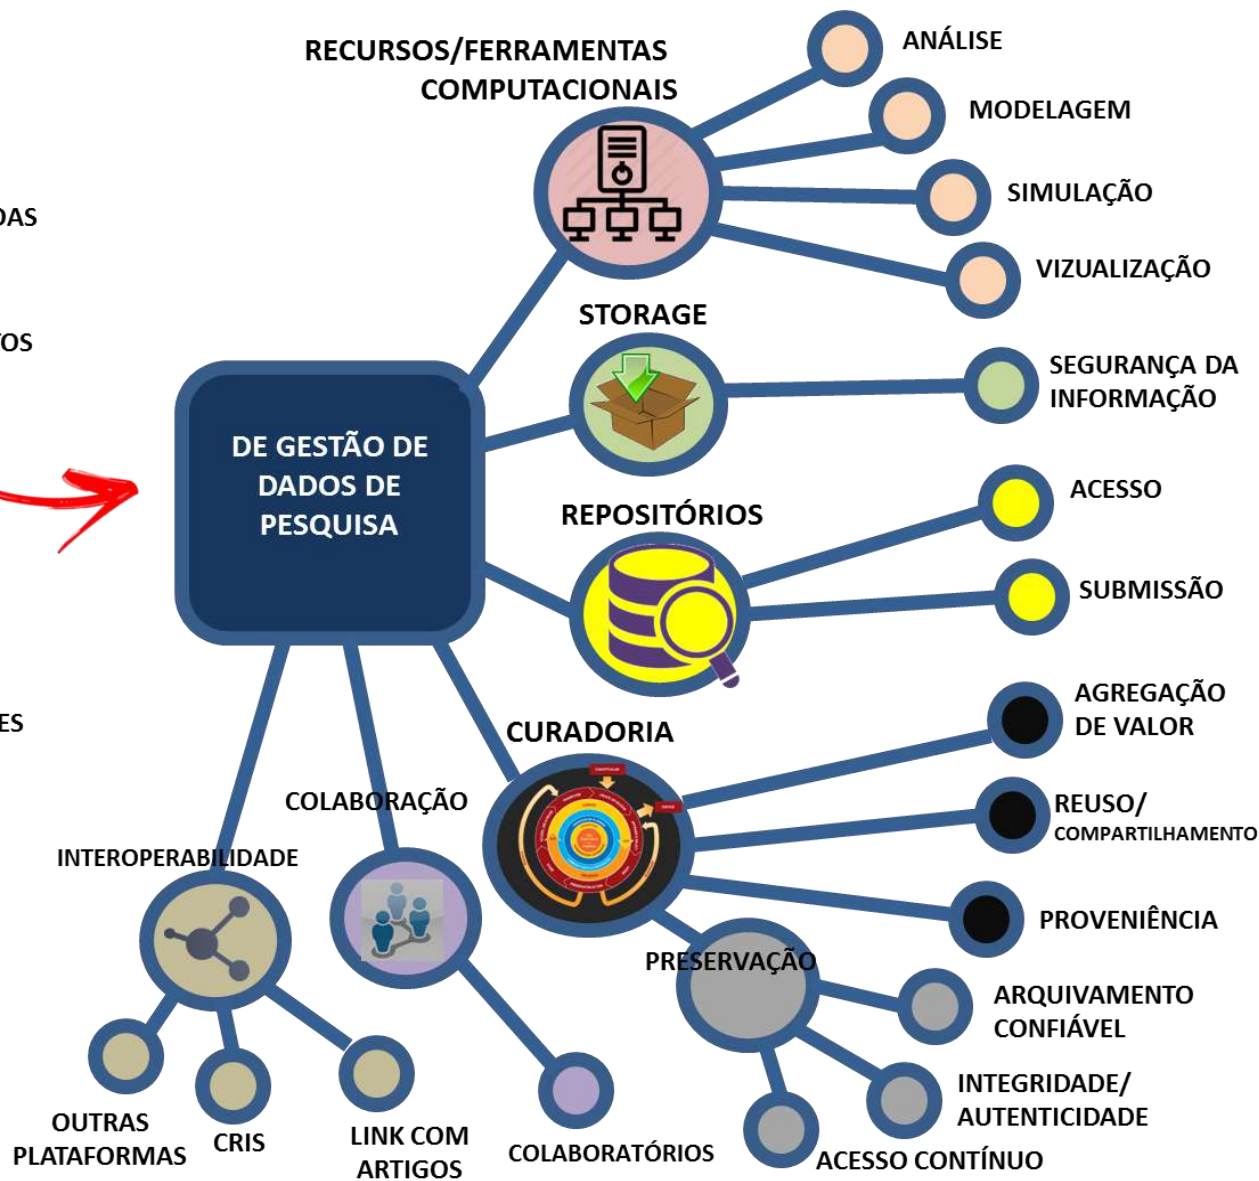 RECURSOS/FERRAMENTAS
COMPUTACIONAIS
ANÁLISE
MODELAGEM
SIMULAÇÃO
VIZUALIZAÇÃO
DAS
TOS
STORAGE
SEGURANÇA DA
INFORMAÇÃO
DE GESTÃO DE
DADOS DE
PESQUISA
REPOSITÓRIOS
ACESSO
SUBMISSÃO
ES
CURADORIA
AGREGAÇÃO
DE VALOR
REUSO/
COMPARTILHAMENTO
PROVENIÊNCIA
COLABORAÇÃO
INTEROPERABILIDADE
PRESERVAÇÃO
ARQUIVAMENTO
CONFIÁVEL
INTEGRIDADE/
AUTENTICIDADE
ACESSO CONTÍNUO
OUTRAS
PLATAFORMAS
CRIS
LINK COM
ARTIGOS
COLABORATÓRIOS